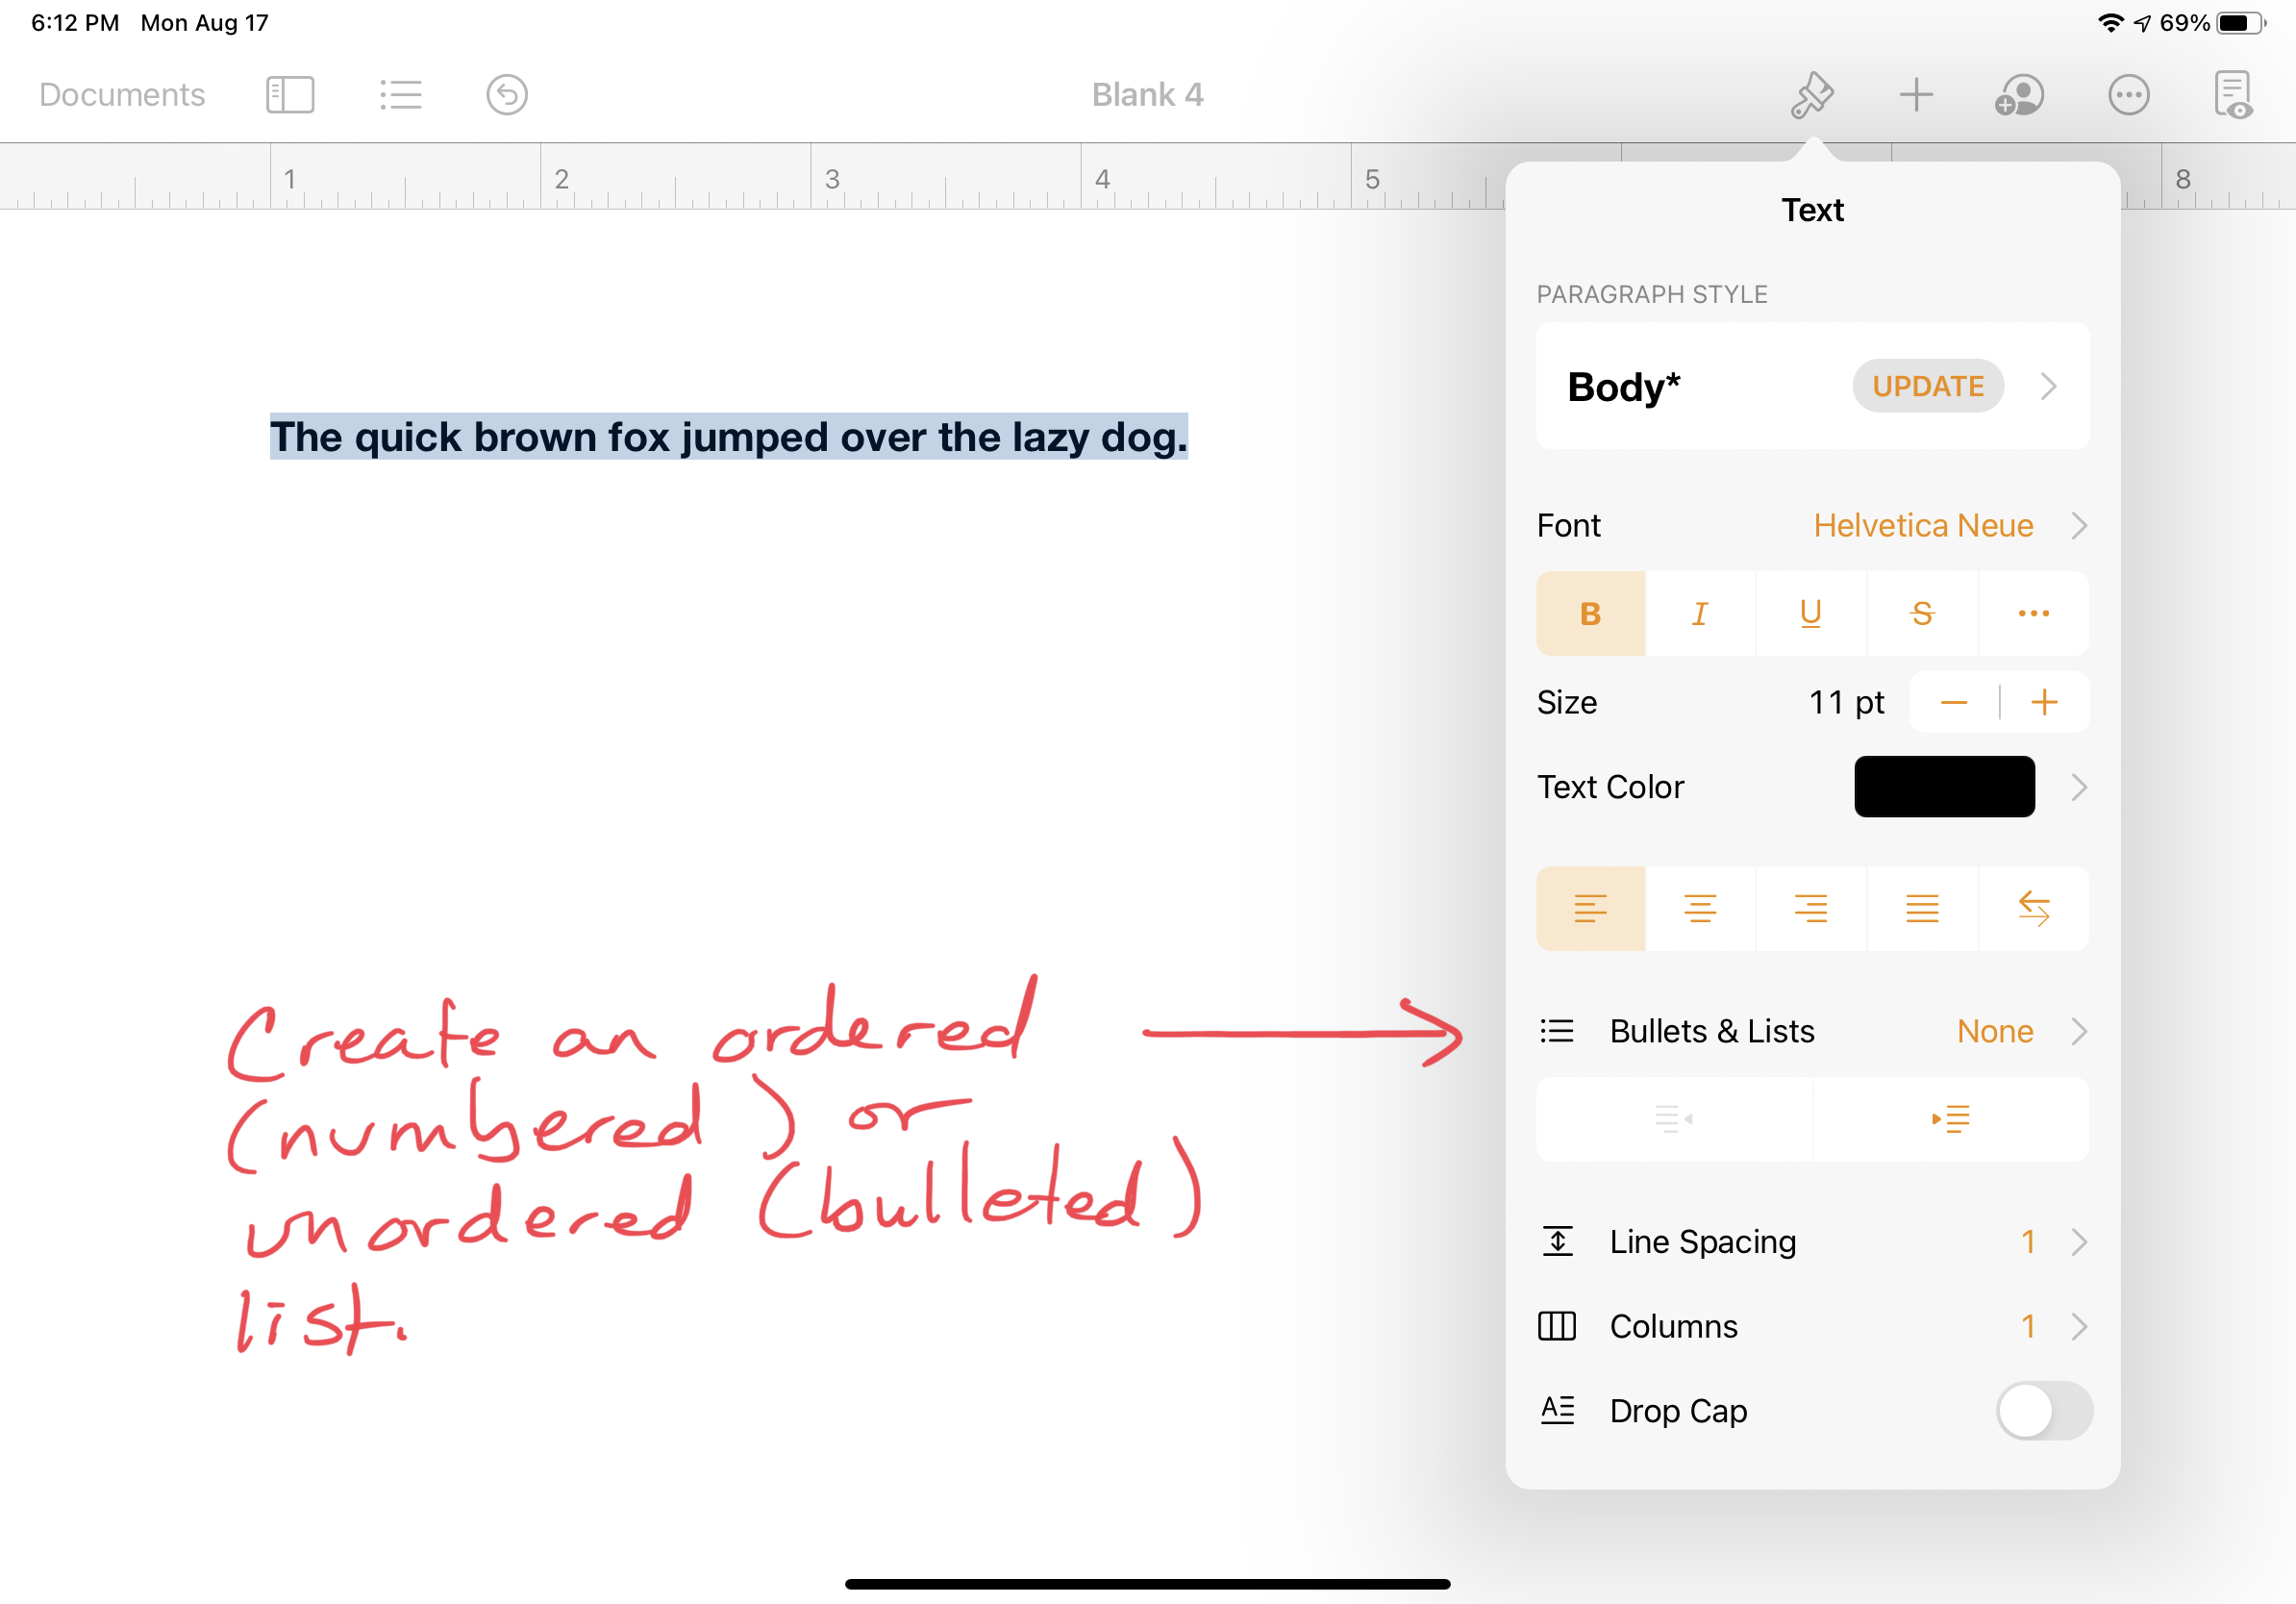 6:12 PM Mon Aug 17
69%
Documents
Blank 4
1 2 3 4 5 8
Text
PARAGRAPH STYLE
Body* UPDATE
The quick brown fox jumped over the lazy dog.
Font Helvetica Neue
B I U S
Size 11 pt
Text Color
Create an ordered
(numbered) or
unordered (bulleted)
list.
Bullets & Lists None
Line Spacing 1
Columns 1
Drop Cap